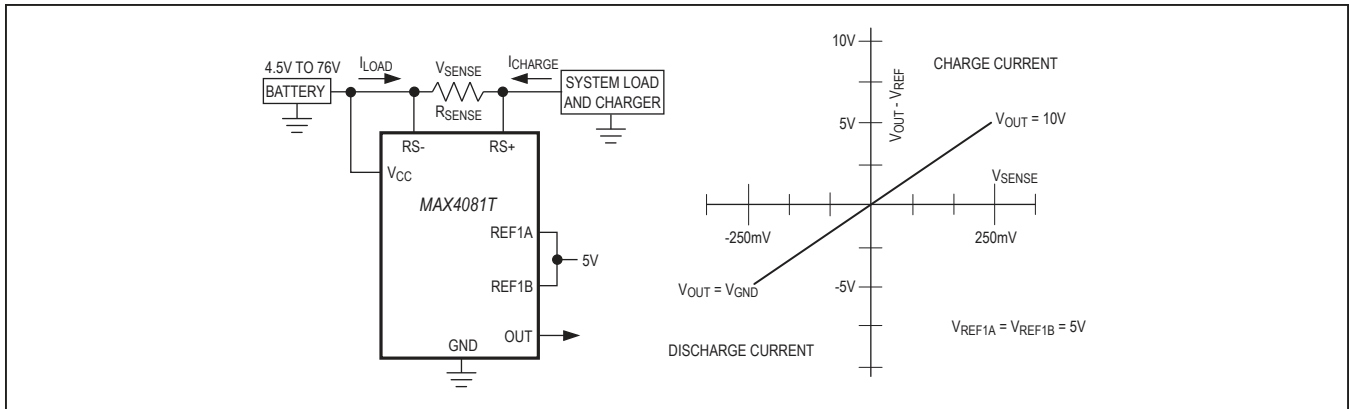 4.5V TO 76V
BATTERY
ILOAD
VSENSE
RSENSE
ICHARGE
SYSTEM LOAD
AND CHARGER
RS-
RS+
VCC
MAX4081T
REF1A
5V
REF1B
OUT
GND
10V
CHARGE CURRENT
VOUT - VREF
5V
VOUT = 10V
VSENSE
-250mV
250mV
VOUT = VGND
-5V
VREF1A = VREF1B = 5V
DISCHARGE CURRENT